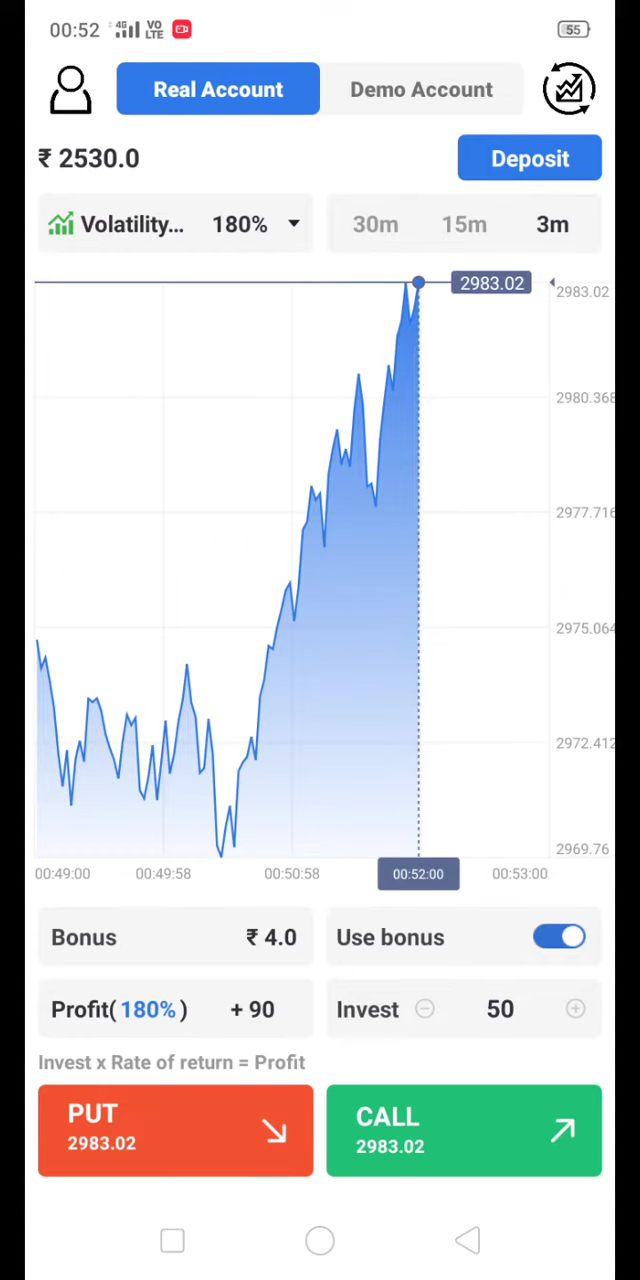 00:52 4G VO LTE 55
Real Account Demo Account
₹ 2530.0 Deposit
Volatility... 180% 30m 15m 3m
2983.02
2983.02
2980.368
2977.716
2975.064
2972.412
2969.76
00:49:00 00:49:58 00:50:58 00:52:00 00:53:00
Bonus ₹ 4.0 Use bonus
Profit(180%) + 90 Invest 50
Invest x Rate of return = Profit
PUT CALL
2983.02 2983.02